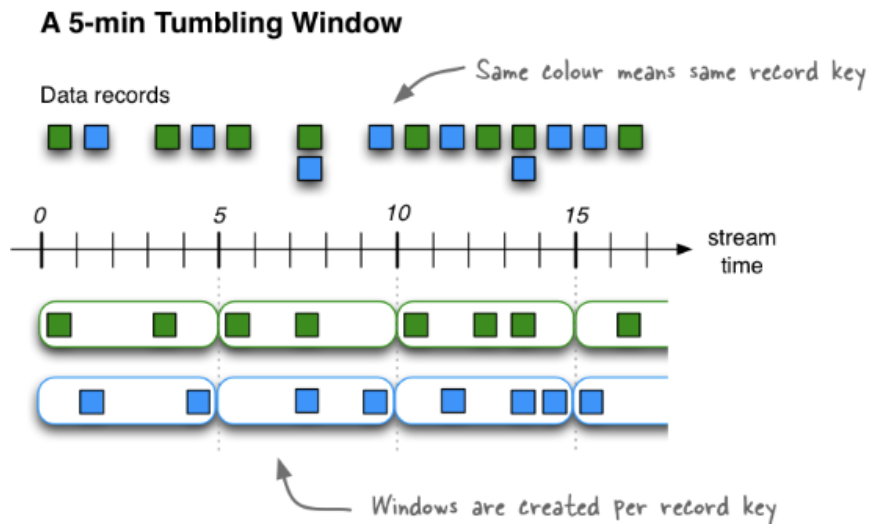 A 5-min Tumbling Window
Same colour means same record key
Data records
0 5 10 15
stream
time
Windows are created per record key